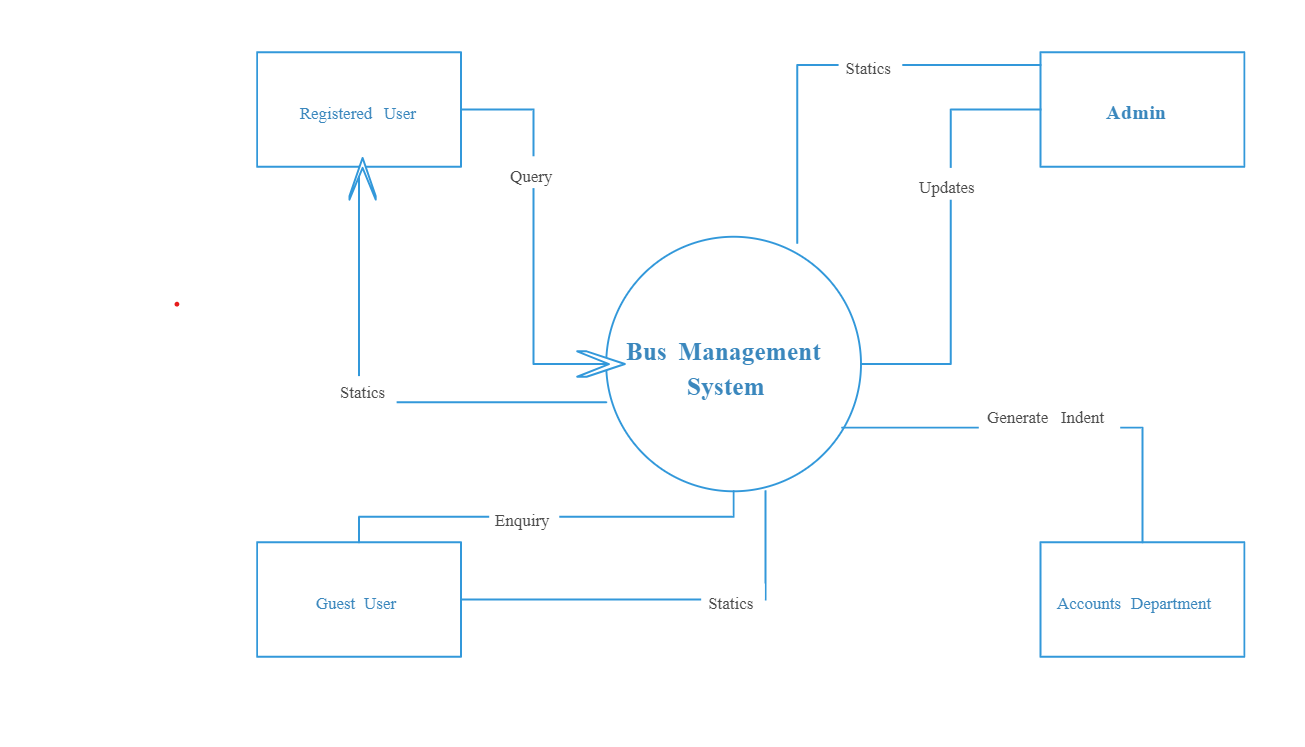 Statics
Registered User
Admin
Query
Updates
Bus Management
System
Statics
Generate Indent
Enquiry
Guest User
Statics
Accounts Department